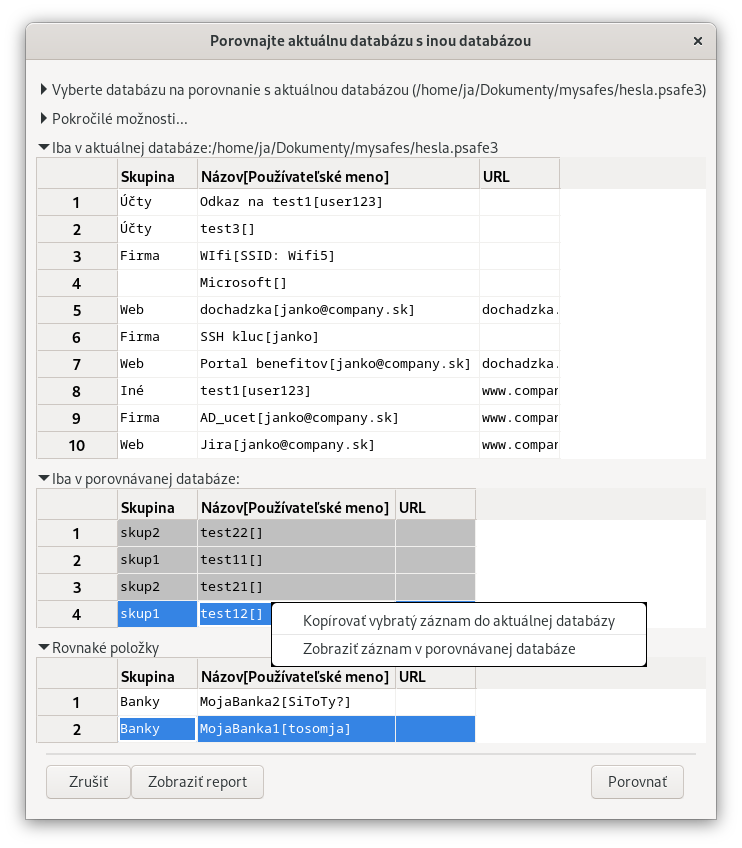 Porovnajte aktuálnu databázu s inou databázou
Vyberte databázu na porovnanie s aktuálnou databázou (/home/ja/Dokumenty/mysafes/hesla.psafe3)
Pokročilé možnosti...
Iba v aktuálnej databáze:/home/ja/Dokumenty/mysafes/hesla.psafe3
Skupina Názov[Používateľské meno] URL
1 Účty Odkaz na test1[user123]
2 Účty test3[]
3 Firma WIfi[SSID: Wifi5]
4 Microsoft[]
5 Web dochadzka[janko@company.sk] dochadzka.
6 Firma SSH kluc[janko]
7 Web Portal benefitov[janko@company.sk] dochadzka.
8 Iné test1[user123] www.compan
9 Firma AD_ucet[janko@company.sk] www.compan
10 Web Jira[janko@company.sk] www.compan
Iba v porovnávanej databáze:
Skupina Názov[Používateľské meno] URL
1 skup2 test22[]
2 skup1 test11[]
3 skup2 test21[]
4 skup1 test12[]
Kopírovať vybratý záznam do aktuálnej databázy
Zobraziť záznam v porovnávanej databáze
Rovnaké položky
Skupina Názov[Používateľské meno] URL
1 Banky MojaBanka2[SiToTy?]
2 Banky MojaBanka1[tosomja]
Zrušiť Zobraziť report Porovnať